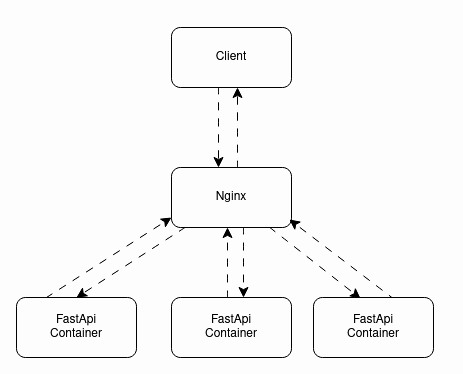 Client
Nginx
FastApi
Container
FastApi
Container
FastApi
Container